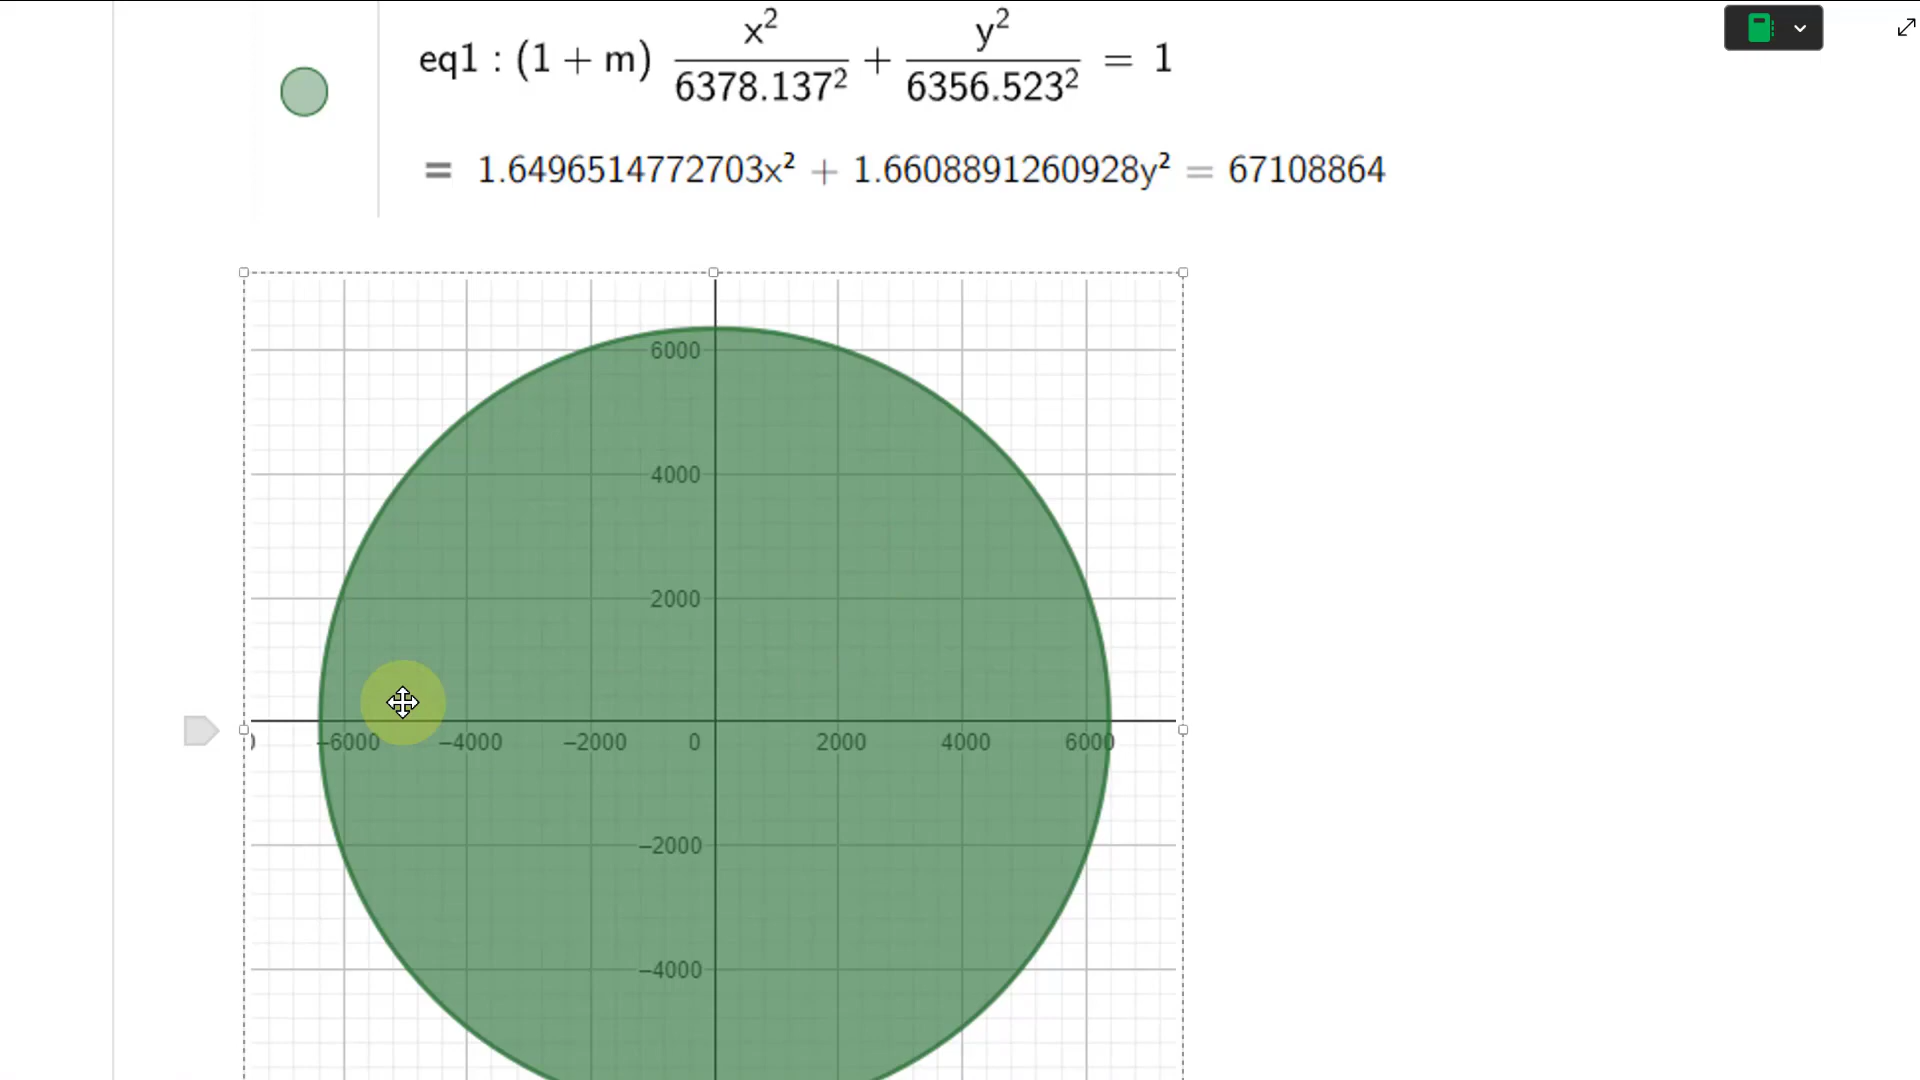 eq1 : (1 + m) x²/6378.137² + y²/6356.523² = 1
= 1.6496514772703x² + 1.6608891260928y² = 67108864
6000
4000
2000
−6000 −4000 −2000 0 2000 4000 6000
−2000
−4000